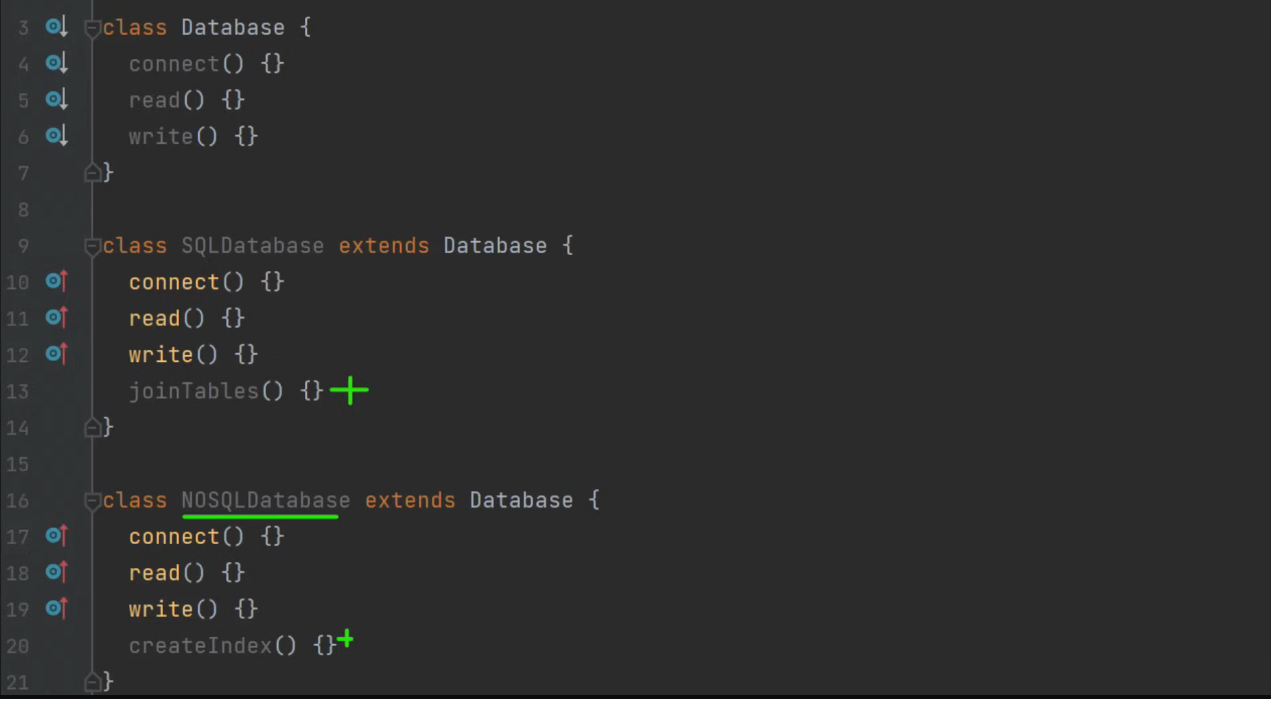 3 class Database {
4 connect() {}
5 read() {}
6 write() {}
7 }
8
9 class SQLDatabase extends Database {
10 connect() {}
11 read() {}
12 write() {}
13 joinTables() {}
14 }
15
16 class NOSQLDatabase extends Database {
17 connect() {}
18 read() {}
19 write() {}
20 createIndex() {}
21 }